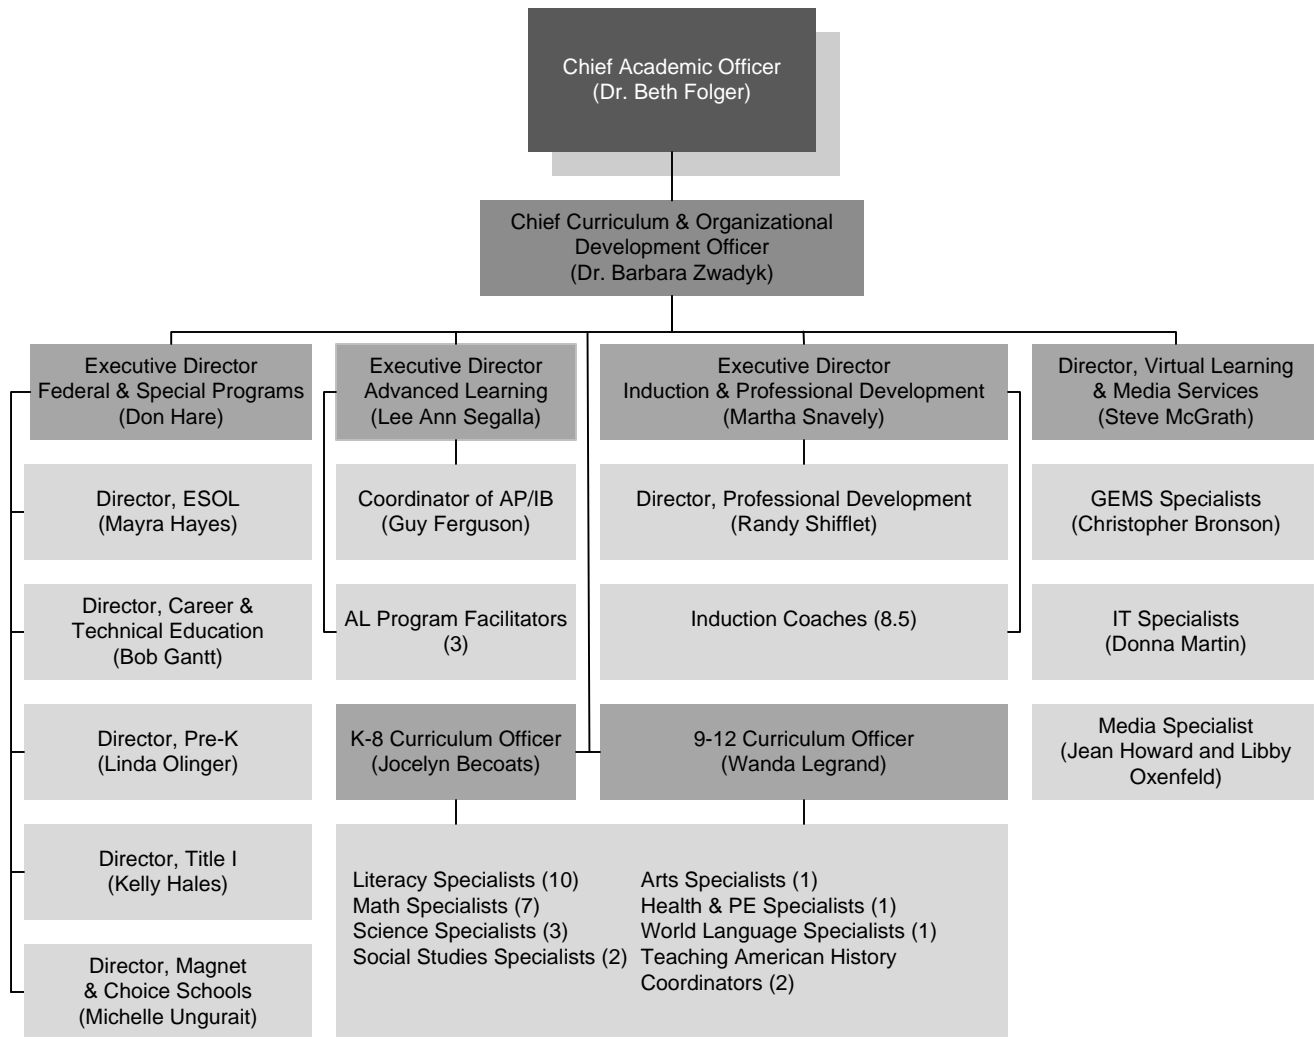 Chief Academic Officer
(Dr. Beth Folger)
Chief Curriculum & Organizational
Development Officer
(Dr. Barbara Zwadyk)
Executive Director
Federal & Special Programs
(Don Hare)
Executive Director
Advanced Learning
(Lee Ann Segalla)
Executive Director
Induction & Professional Development
(Martha Snavely)
Director, Virtual Learning
& Media Services
(Steve McGrath)
Director, ESOL
(Mayra Hayes)
Coordinator of AP/IB
(Guy Ferguson)
Director, Professional Development
(Randy Shifflet)
GEMS Specialists
(Christopher Bronson)
Director, Career &
Technical Education
(Bob Gantt)
AL Program Facilitators
(3)
Induction Coaches (8.5)
IT Specialists
(Donna Martin)
Director, Pre-K
(Linda Olinger)
K-8 Curriculum Officer
(Jocelyn Becoats)
9-12 Curriculum Officer
(Wanda Legrand)
Media Specialist
(Jean Howard and Libby
Oxenfeld)
Director, Title I
(Kelly Hales)
Literacy Specialists (10)
Math Specialists (7)
Science Specialists (3)
Social Studies Specialists (2)
Arts Specialists (1)
Health & PE Specialists (1)
World Language Specialists (1)
Teaching American History
Coordinators (2)
Director, Magnet
& Choice Schools
(Michelle Ungurait)